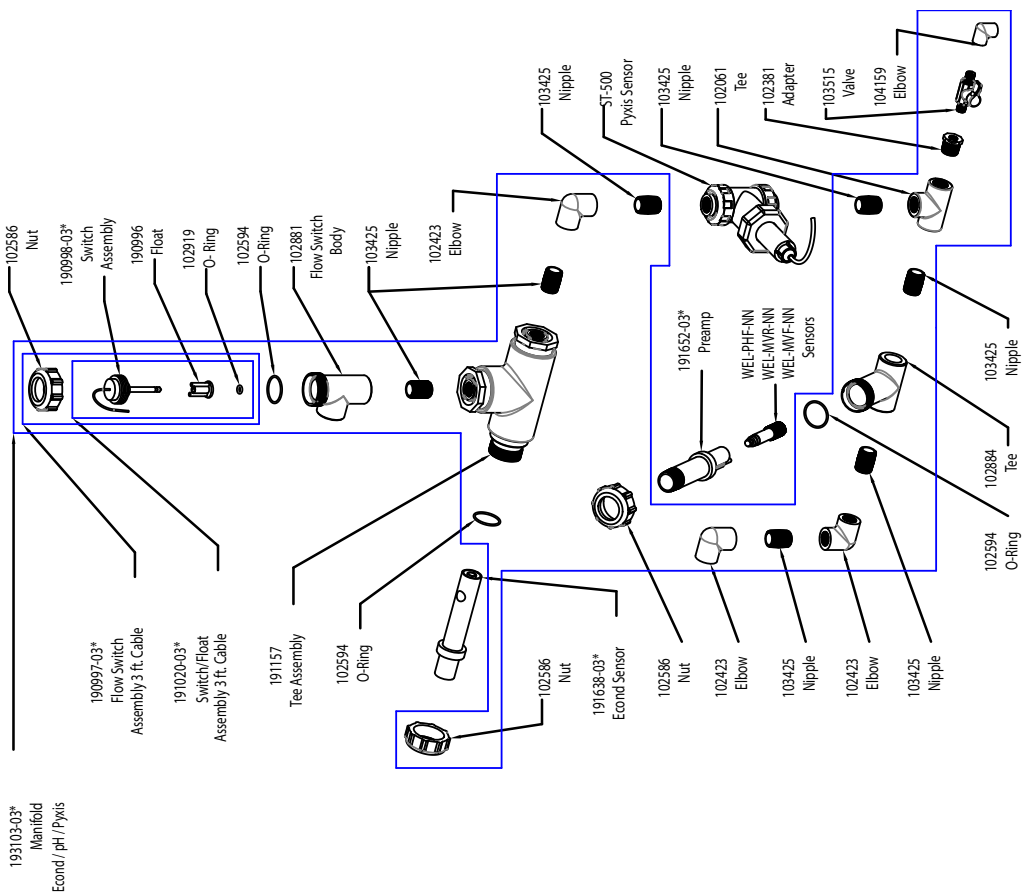 102586
Nut
190998-03*
Switch
Assembly
190996
Float
102919
O- Ring
102594
O-Ring
102881
Flow Switch
Body
103425
Nipple
102423
Elbow
103425
Nipple
ST-500
Pyxis Sensor
103425
Nipple
102061
Tee
102381
Adapter
103515
Valve
104159
Elbow
191652-03*
Preamp
WEL-PHF-NN
WEL-MVR-NN
WEL-MVF-NN
Sensors
193103-03*
Manifold
Econd / pH / Pyxis
190997-03*
Flow Switch
Assembly 3 ft. Cable
191020-03*
Switch/Float
Assembly 3 ft. Cable
191157
Tee Assembly
102594
O-Ring
102586
Nut
191638-03*
Econd Sensor
102586
Nut
102423
Elbow
103425
Nipple
102423
Elbow
103425
Nipple
102594
O-Ring
102884
Tee
103425
Nipple